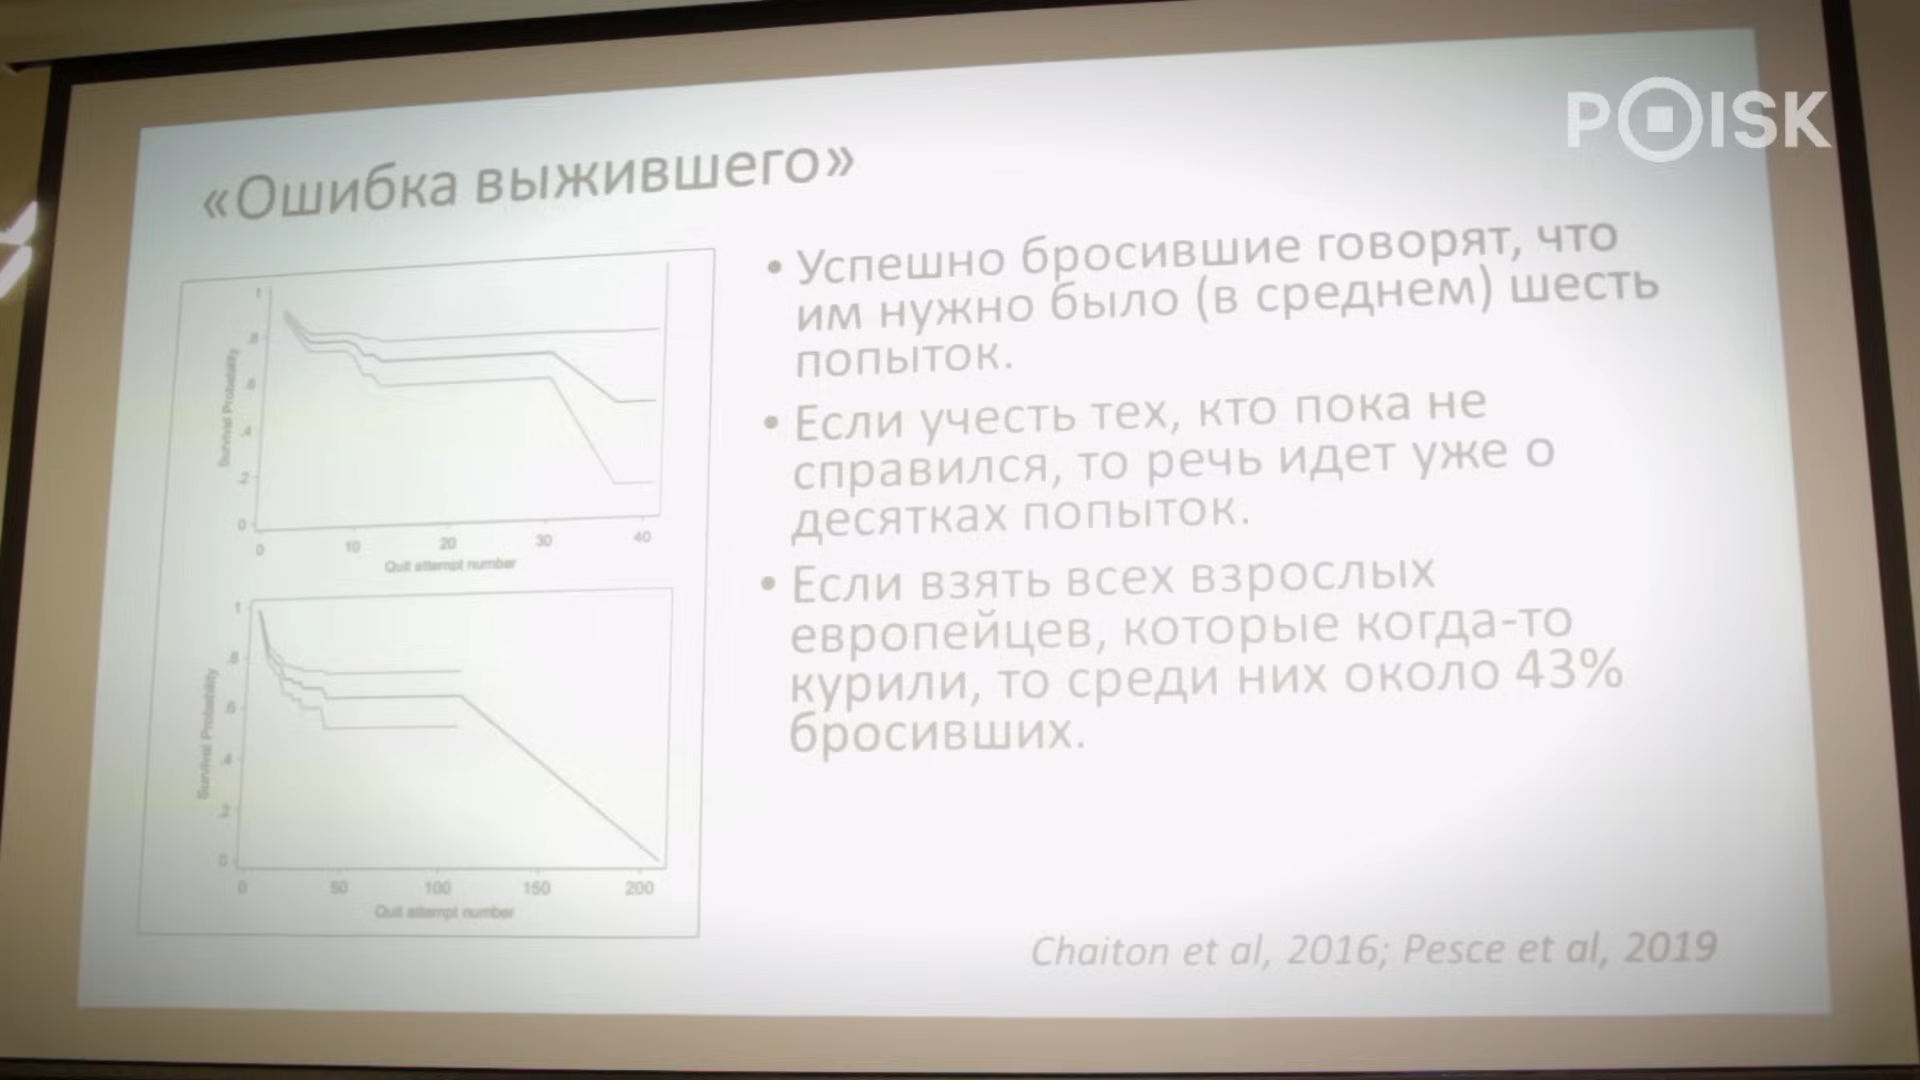 POISK
«Ошибка выжившего»
1
.8
.6
.4
.2
0
Survival Probability
0 10 20 30 40
Quit attempt number
1
.8
.6
.4
.2
0
Survival Probability
0 50 100 150 200
Quit attempt number
• Успешно бросившие говорят, что
им нужно было (в среднем) шесть
попыток.
• Если учесть тех, кто пока не
справился, то речь идет уже о
десятках попыток.
• Если взять всех взрослых
европейцев, которые когда-то
курили, то среди них около 43%
бросивших.
Chaiton et al, 2016; Pesce et al, 2019